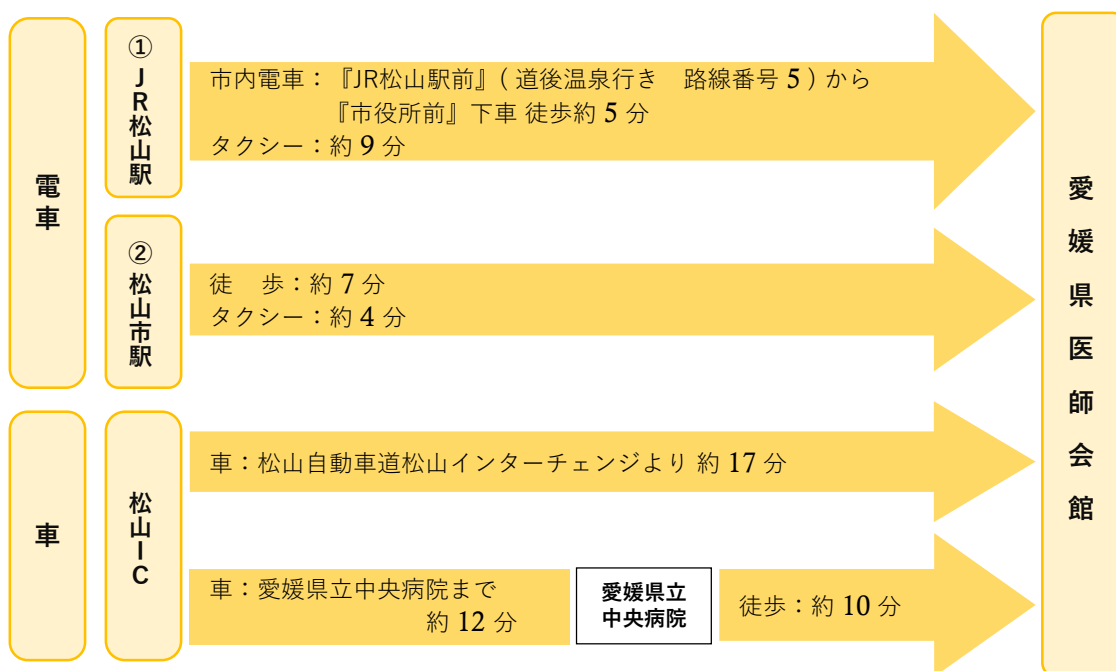 電車
① JR松山駅
市内電車：『JR松山駅前』( 道後温泉行き　路線番号 5 ) から
『市役所前』下車 徒歩約 5 分
タクシー：約 9 分
② 松山市駅
徒　歩：約 7 分
タクシー：約 4 分
車
松山IC
車：松山自動車道松山インターチェンジより 約 17 分
車：愛媛県立中央病院まで
約 12 分
愛媛県立
中央病院
徒歩：約 10 分
愛媛県医師会館